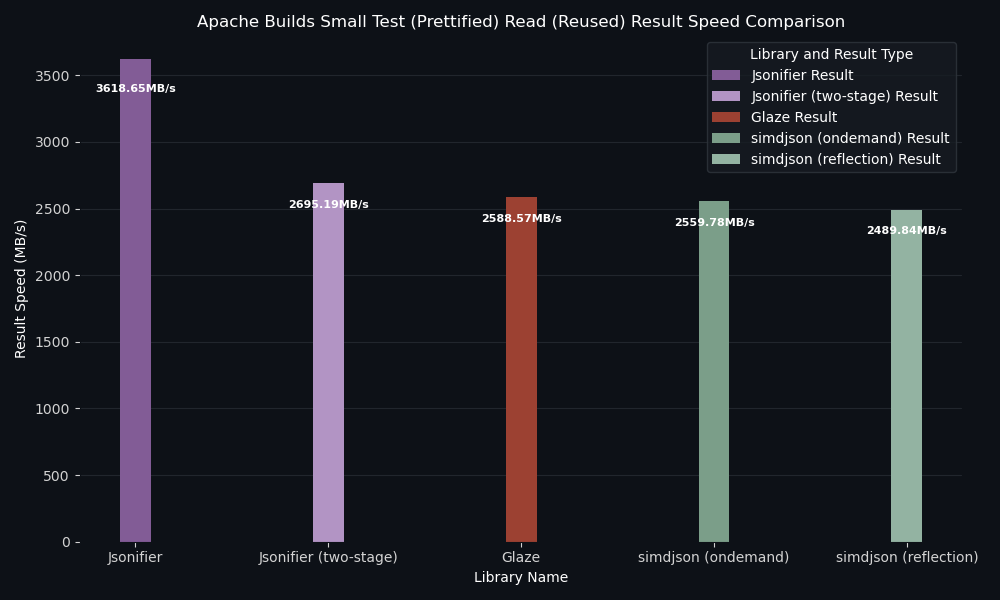 Apache Builds Small Test (Prettified) Read (Reused) Result Speed Comparison
Library and Result Type
Jsonifier Result
Jsonifier (two-stage) Result
Glaze Result
simdjson (ondemand) Result
simdjson (reflection) Result
Result Speed (MB/s)
3500
3000
2500
2000
1500
1000
500
0
3618.65MB/s
2695.19MB/s
2588.57MB/s
2559.78MB/s
2489.84MB/s
Jsonifier
Jsonifier (two-stage)
Glaze
simdjson (ondemand)
simdjson (reflection)
Library Name